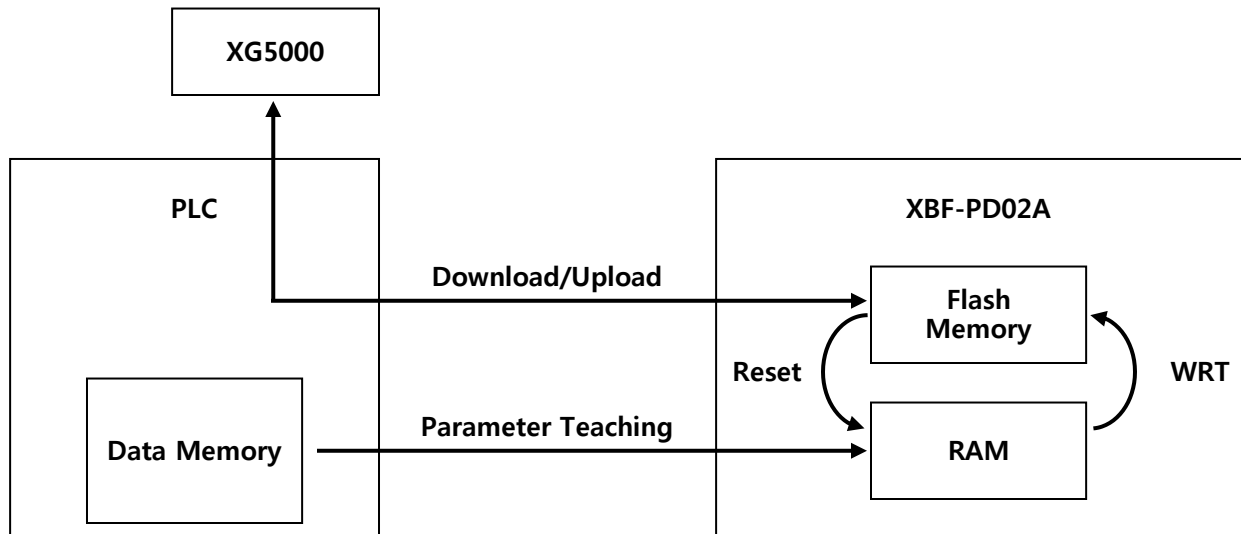 XG5000
PLC
XBF-PD02A
Download/Upload
Flash
Memory
Reset
WRT
Parameter Teaching
Data Memory
RAM